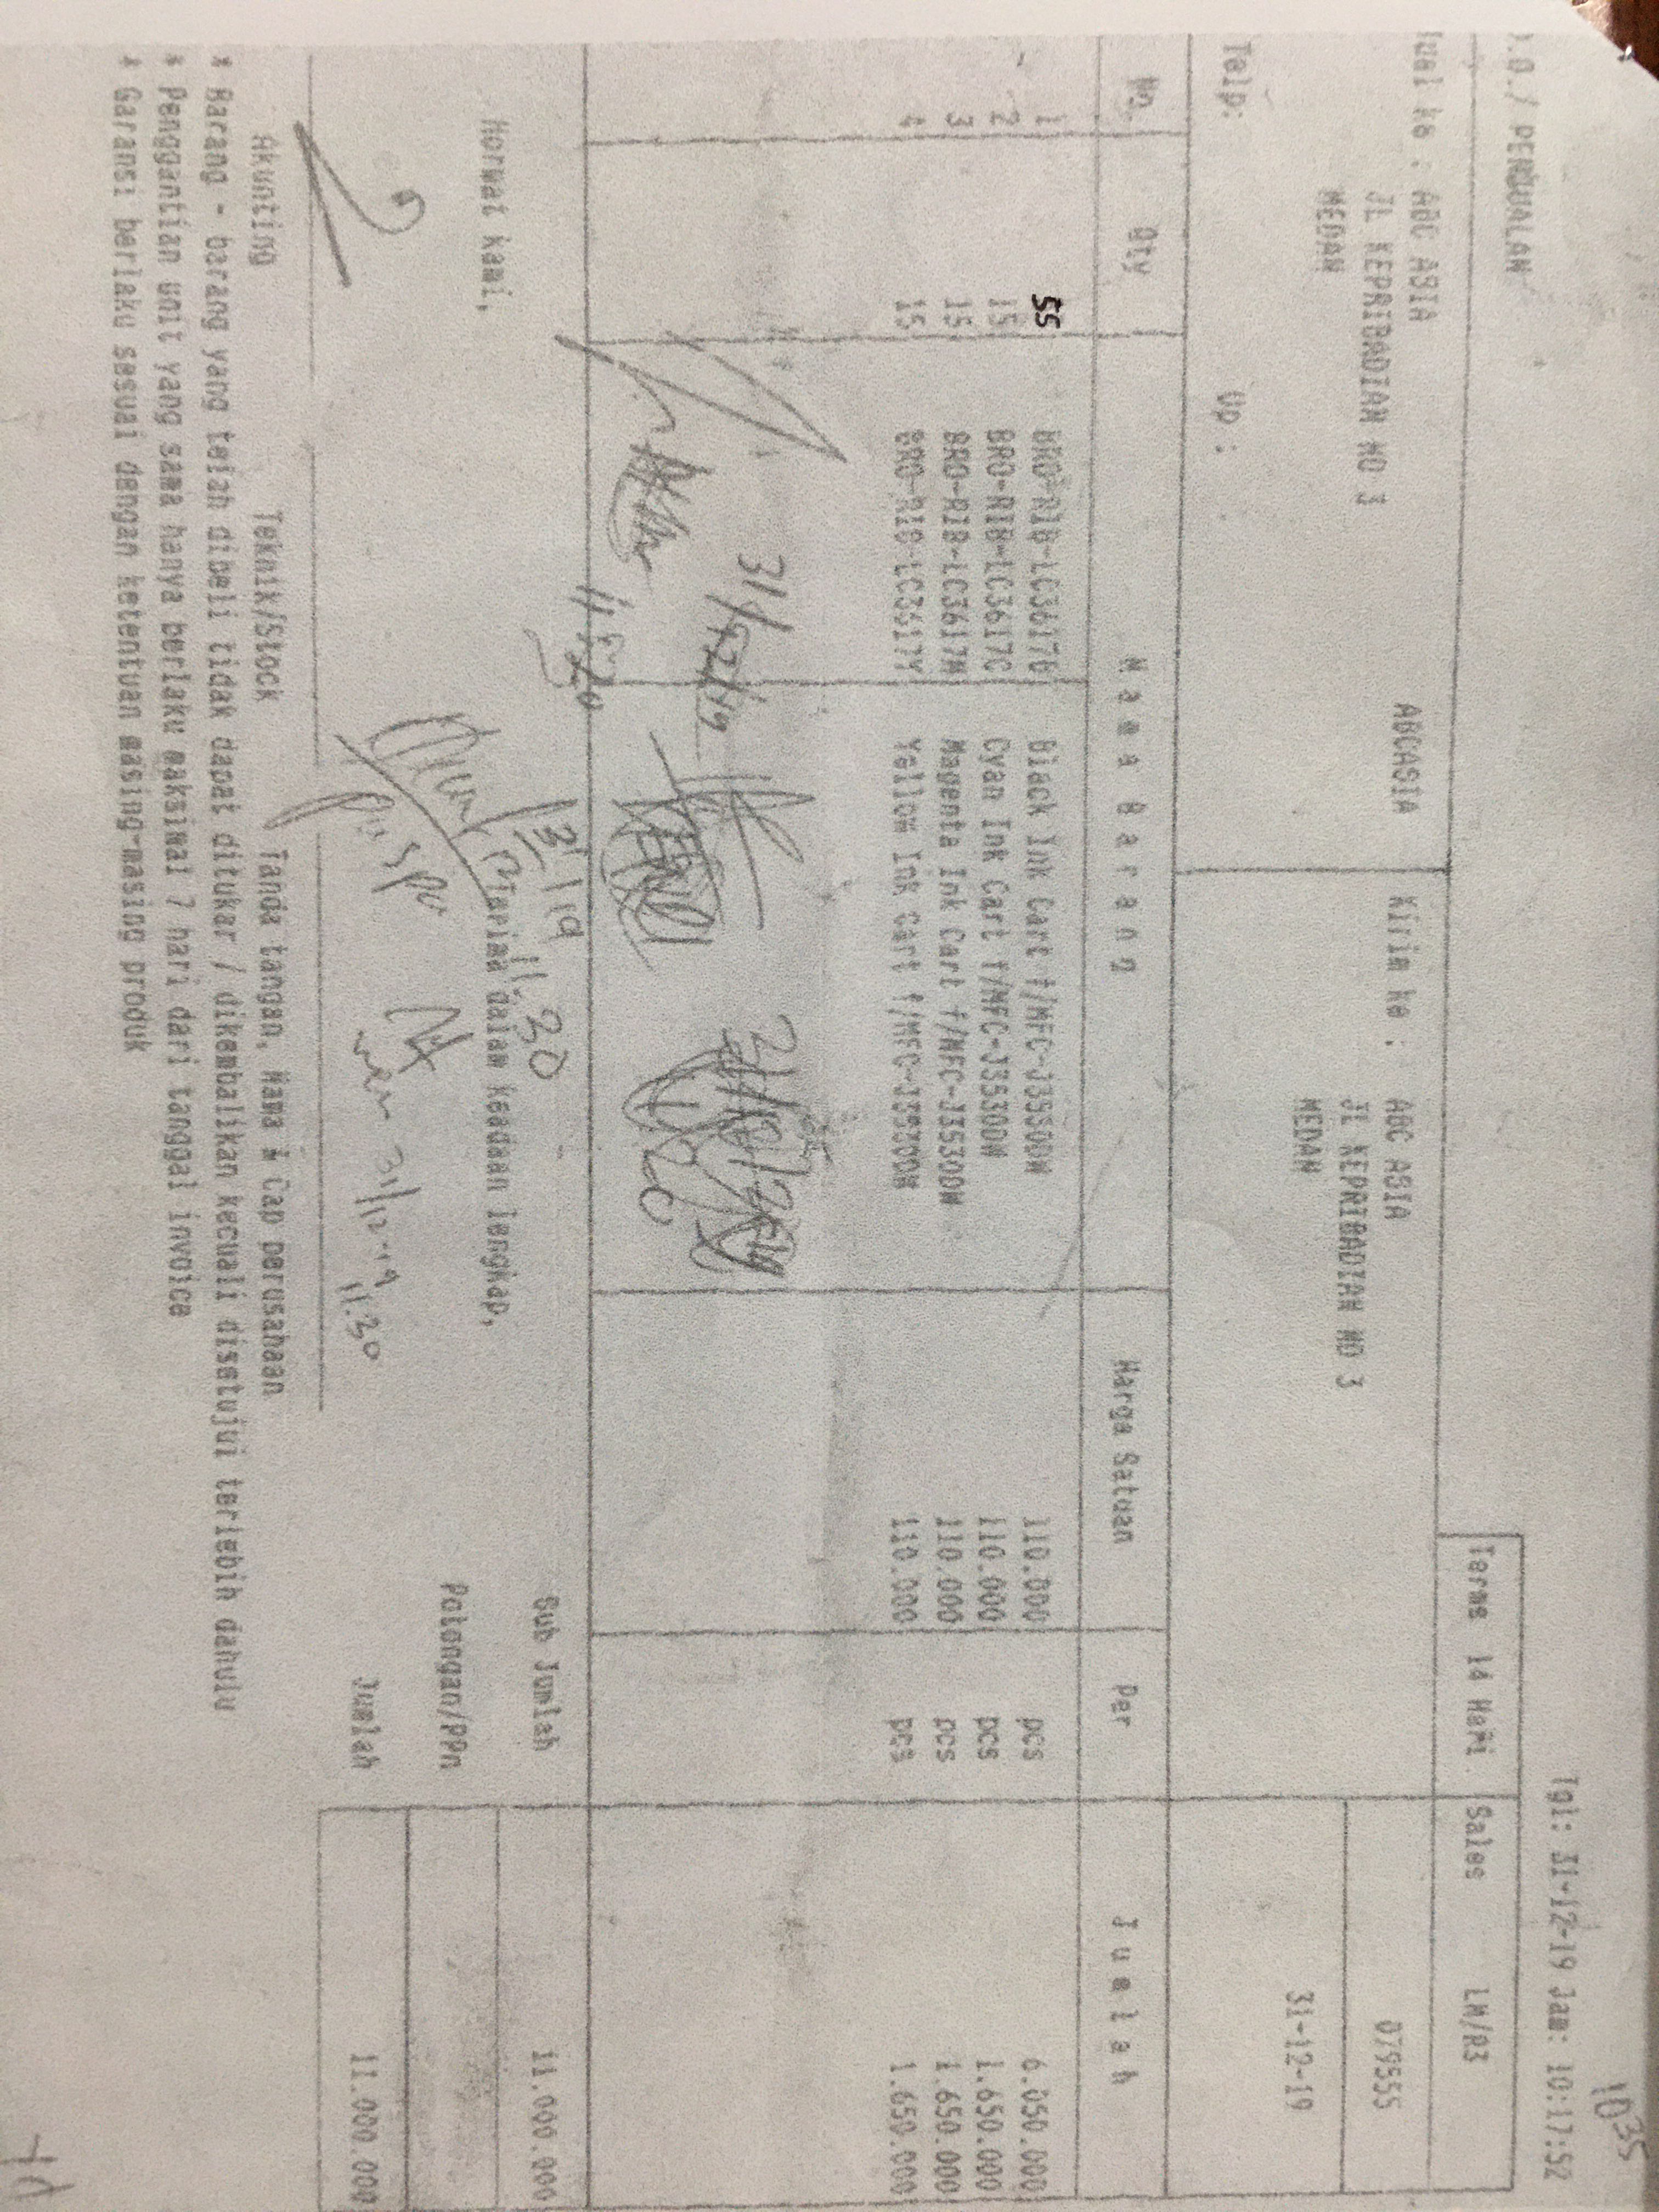 1035
Tgl: 31-12-19 Jam: 10:17:52
.O./ PENJUALAN
Terms 14 Hari
Sales LM/A3
Jual ke : ABC ASIA ABCASIA
JL KEPRIBADIAN NO 3
MEDAN
Kirim ke : ABC ASIA
JL KEPRIBADIAN NO 3
MEDAN
079555
31-12-19
Telp: Up :
No Qty Nama Barang Harga Satuan Per Jumlah
1 55 BRO-RIB-LC3617B Black Ink Cart f/MFC-J3530DW 110.000 pcs 6.050.000
2 15 BRO-RIB-LC3617C Cyan Ink Cart f/MFC-J3530DW 110.000 pcs 1.650.000
3 15 BRO-RIB-LC3617M Magenta Ink Cart f/MFC-J3530DW 110.000 pcs 1.650.000
4 15 BRO-RIB-LC3617Y Yellow Ink Cart f/MFC-J3530DW 110.000 pcs 1.650.000
11.30
Sub Jumlah 11.000.000
Hormat kami, Diterima dalam keadaan lengkap,
Potongan/PPn
31/12-19
11.30
Jumlah 11.000.000
Akunting Teknik/Stock Tanda tangan, Nama & Cap perusahaan
* Barang - barang yang telah dibeli tidak dapat ditukar / dikembalikan kecuali disetujui terlebih dahulu
* Penggantian unit yang sama hanya berlaku maksimal 7 hari dari tanggal invoice
* Garansi berlaku sesuai dengan ketentuan masing-masing produk